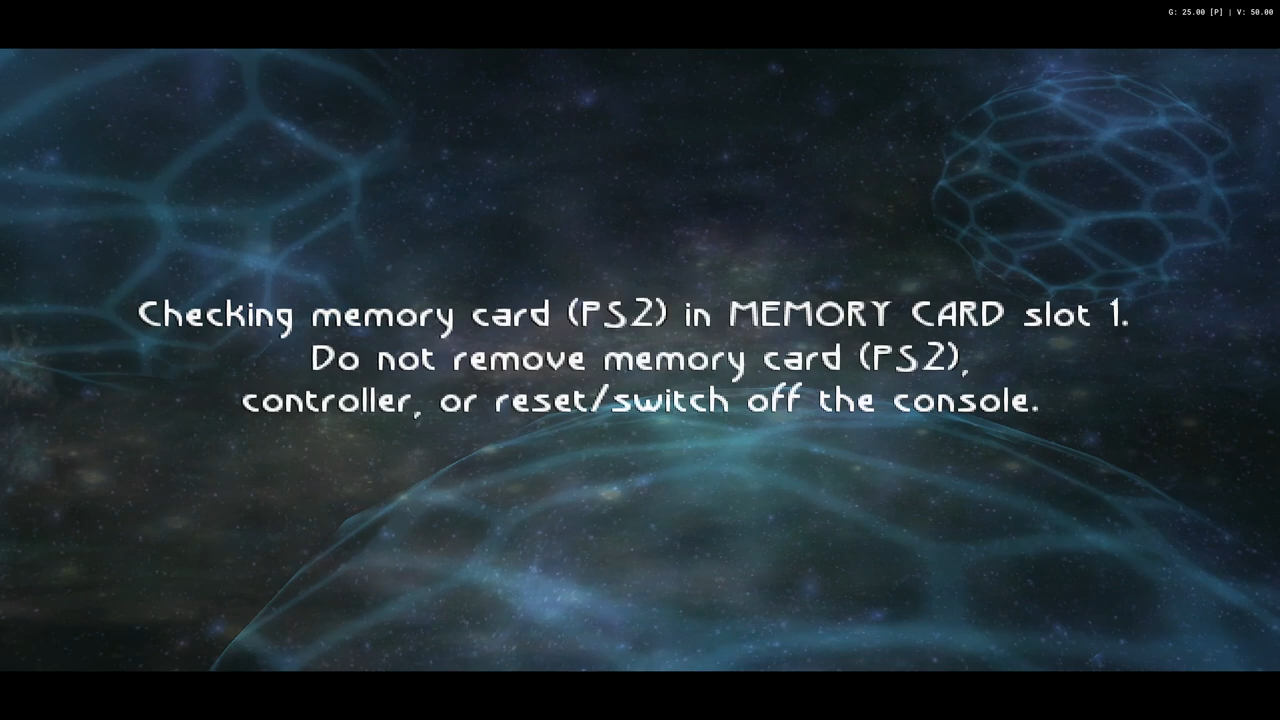 G: 25.00 [P] | V: 50.00
Checking memory card (PS2) in MEMORY CARD slot 1.
Do not remove memory card (PS2),
controller, or reset/switch off the console.